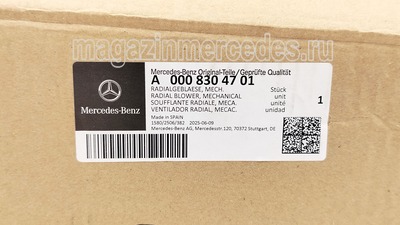 magazinmercedes.ru
Mercedes-Benz Original-Teile/Geprüfte Qualität
A 000 830 47 01
RADIALGEBLAESE, MECH. Stück
RADIAL BLOWER, MECHANICAL unit
SOUFFLANTE RADIALE, MECA. unité
VENTILADOR RADIAL, MECAC. unidad
1
Mercedes-Benz
Made in SPAIN
1580/2506/382 2025-06-09
Mercedes-Benz AG, Mercedesstr.120, 70372 Stuttgart, DE